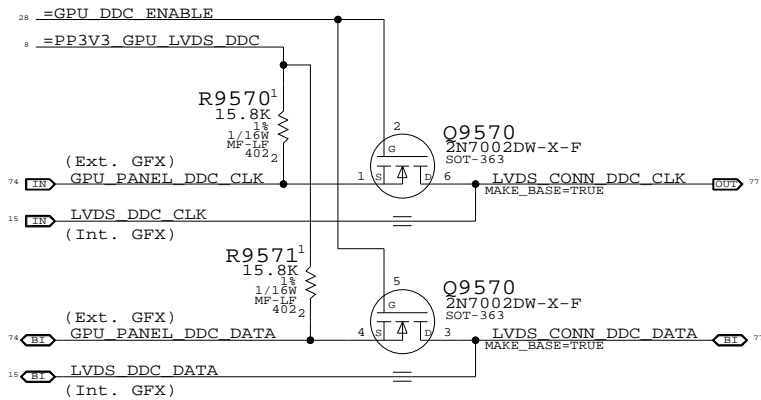 28 =GPU_DDC_ENABLE
8 =PP3V3_GPU_LVDS_DDC
R9570 1
15.8K
1%
1/16W
MF-LF
402 2
2
G
Q9570
2N7002DW-X-F
SOT-363
(Ext. GFX)
74 IN GPU_PANEL_DDC_CLK 1 S D 6 LVDS_CONN_DDC_CLK OUT 77
MAKE_BASE=TRUE
15 IN LVDS_DDC_CLK
(Int. GFX)
R9571 1
15.8K
1%
1/16W
MF-LF
402 2
5
G
Q9570
2N7002DW-X-F
SOT-363
(Ext. GFX)
74 BI GPU_PANEL_DDC_DATA 4 S D 3 LVDS_CONN_DDC_DATA BI
MAKE_BASE=TRUE
15 BI LVDS_DDC_DATA
(Int. GFX)